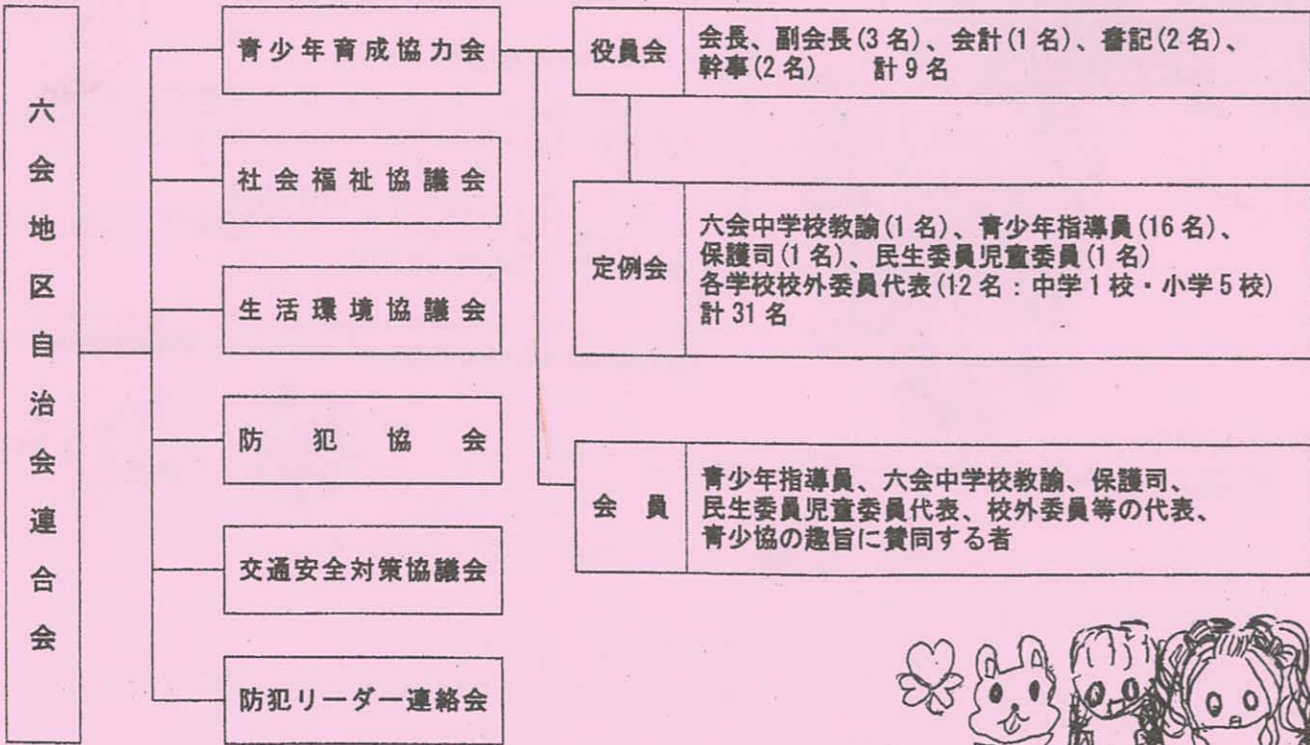 六会地区自治会連合会
青少年育成協力会
社会福祉協議会
生活環境協議会
防犯協会
交通安全対策協議会
防犯リーダー連絡会
役員会
会長、副会長(3名)、会計(1名)、書記(2名)、
幹事(2名)　計9名
定例会
六会中学校教諭(1名)、青少年指導員(16名)、
保護司(1名)、民生委員児童委員(1名)
各学校校外委員代表(12名：中学1校・小学5校)
計31名
会員
青少年指導員、六会中学校教諭、保護司、
民生委員児童委員代表、校外委員等の代表、
青少協の趣旨に賛同する者